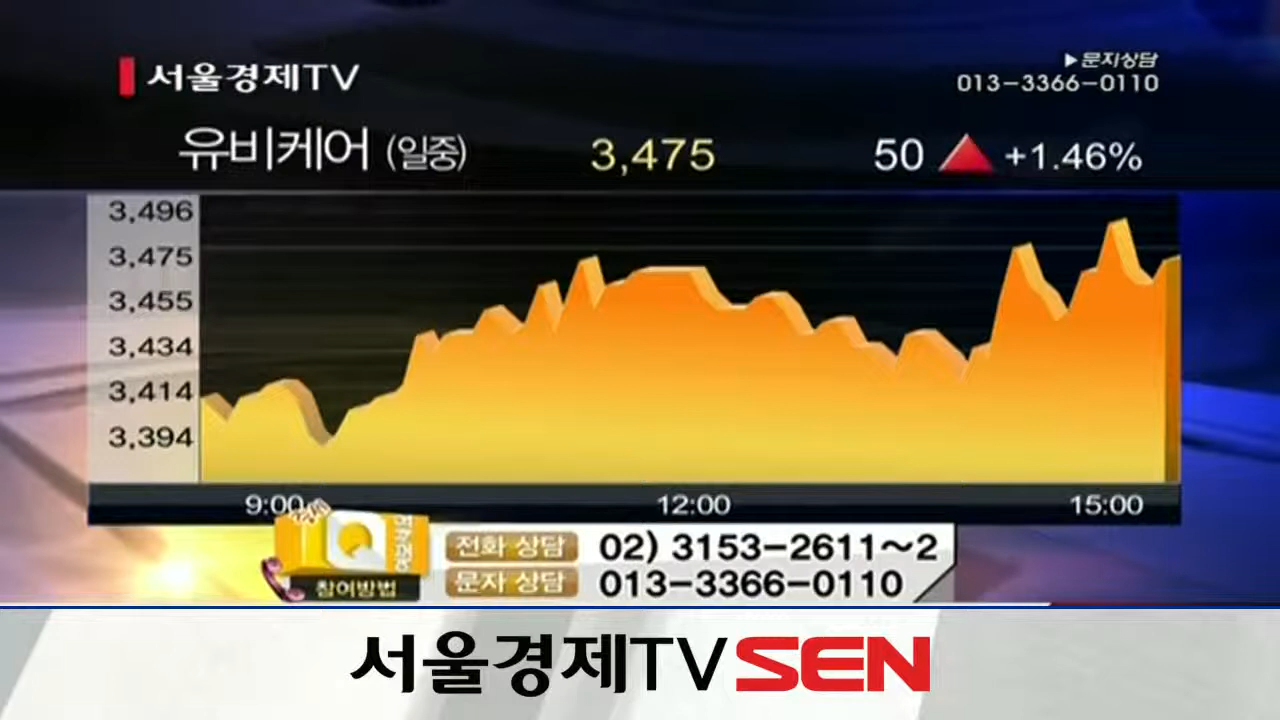 서울경제TV
▶문자상담
013-3366-0110
유비케어 (일중) 3,475 50 ▲ +1.46%
3,496
3,475
3,455
3,434
3,414
3,394
9:00 12:00 15:00
Q
참여방법
전화 상담 02) 3153-2611~2
문자 상담 013-3366-0110
서울경제TV SEN